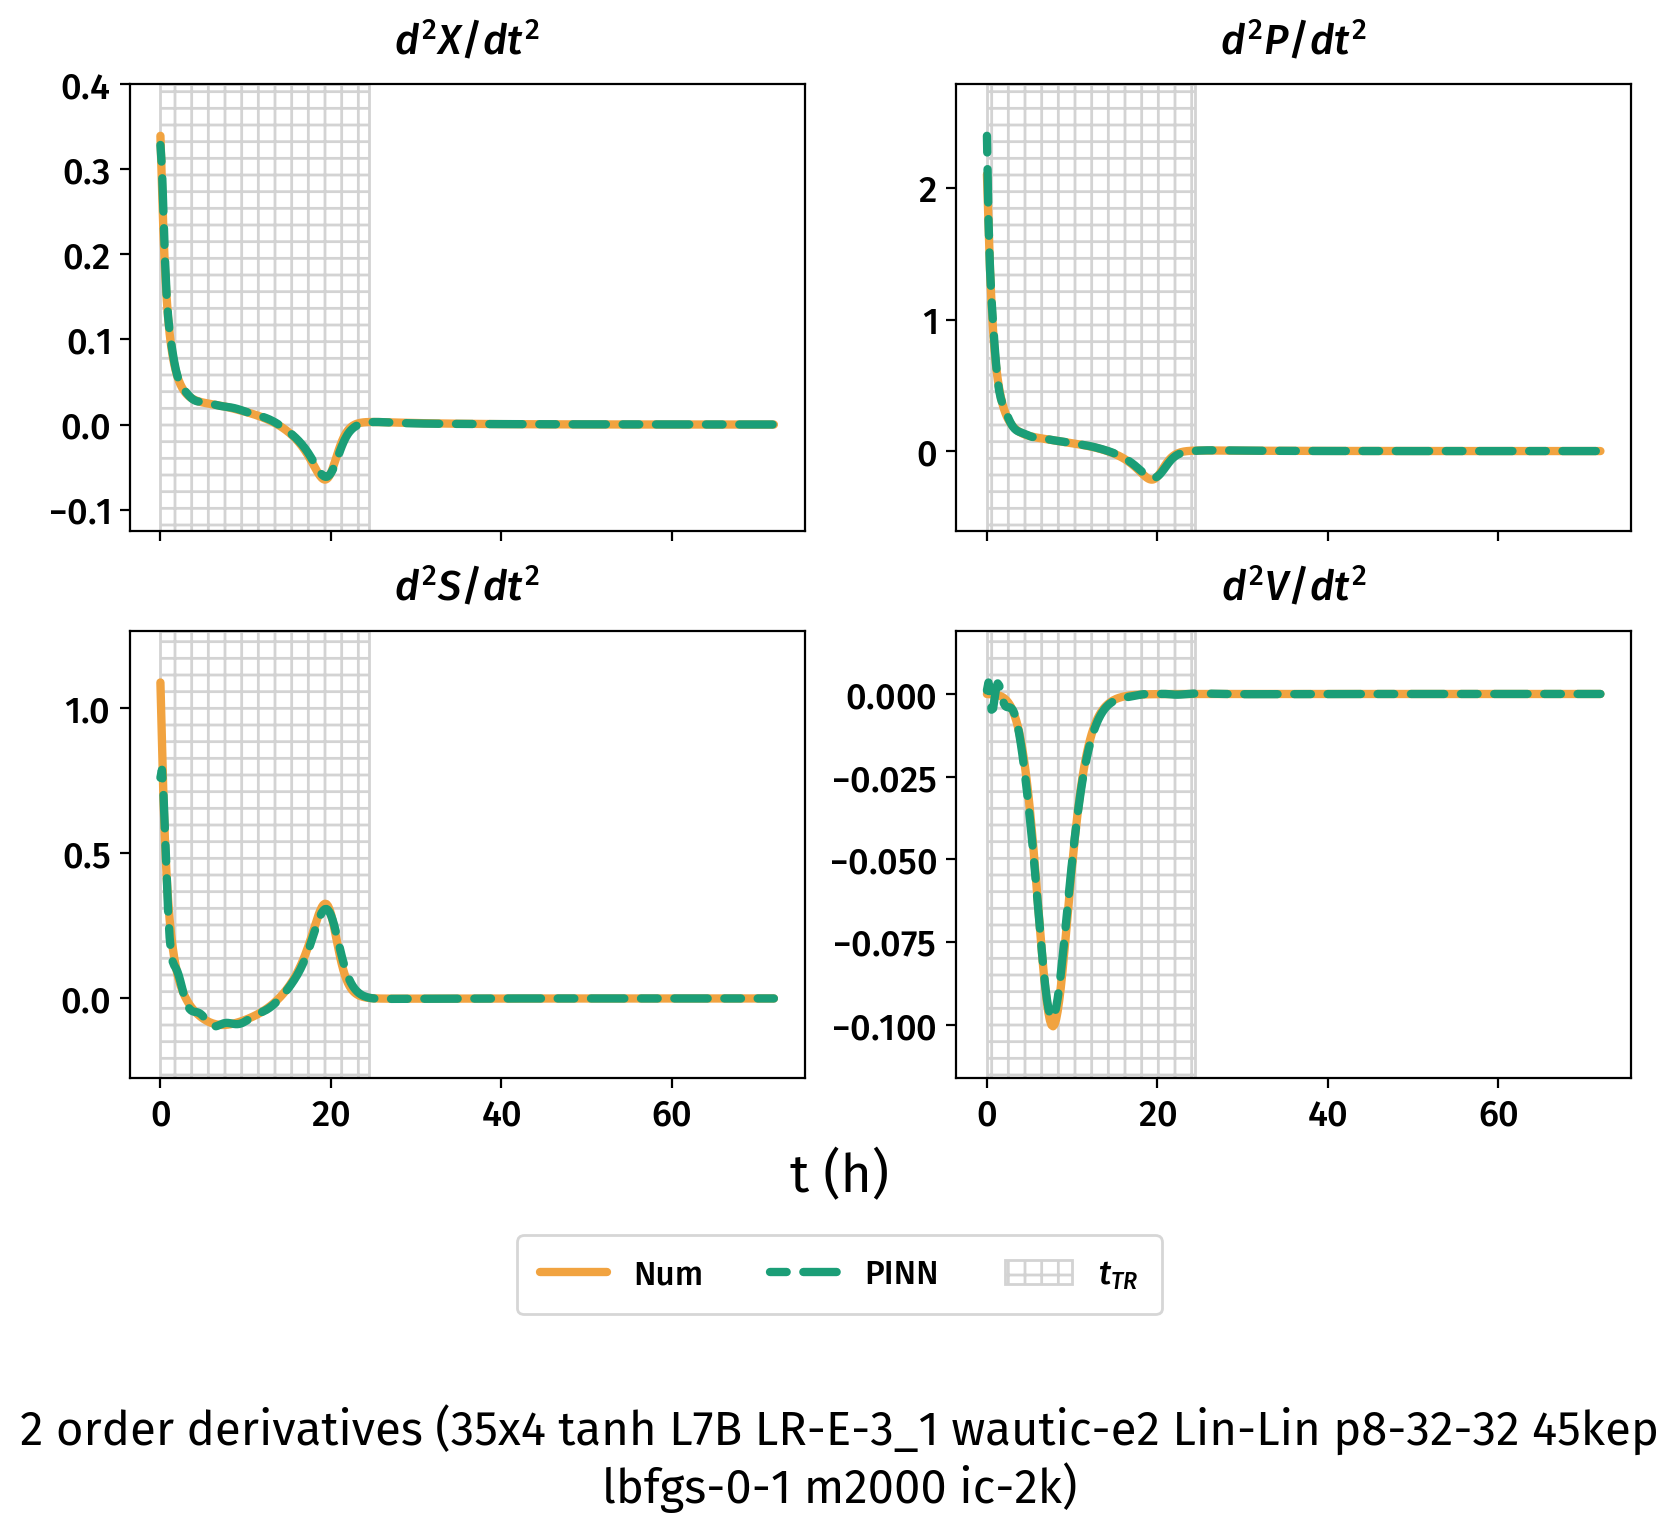 d²X/dt²
d²P/dt²
0.4
0.3
0.2
0.1
0.0
−0.1
2
1
0
d²S/dt²
d²V/dt²
1.0
0.5
0.0
0.000
−0.025
−0.050
−0.075
−0.100
0 20 40 60
0 20 40 60
t (h)
Num PINN t_TR
2 order derivatives (35x4 tanh L7B LR-E-3_1 wautic-e2 Lin-Lin p8-32-32 45kep
lbfgs-0-1 m2000 ic-2k)